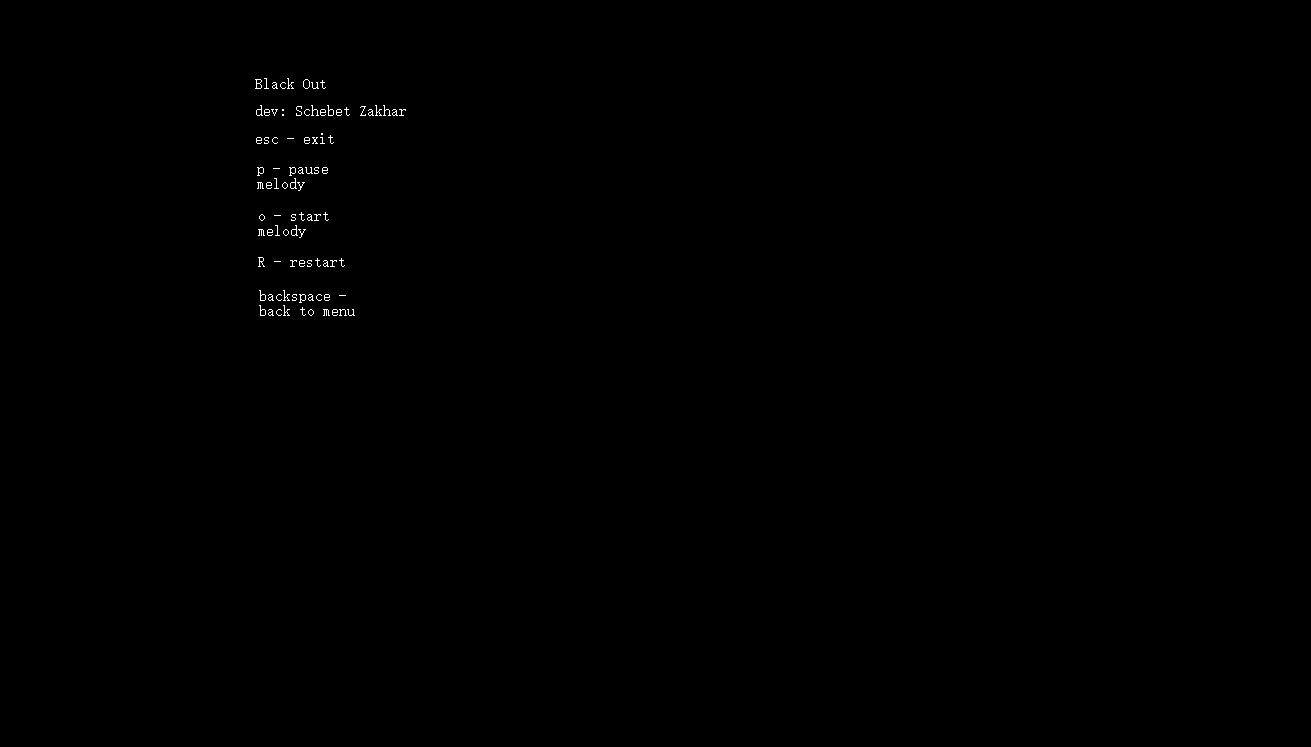 Black Out
dev: Schebet Zakhar
esc - exit
p - pause
melody
o - start
melody
R - restart
backspace -
back to menu